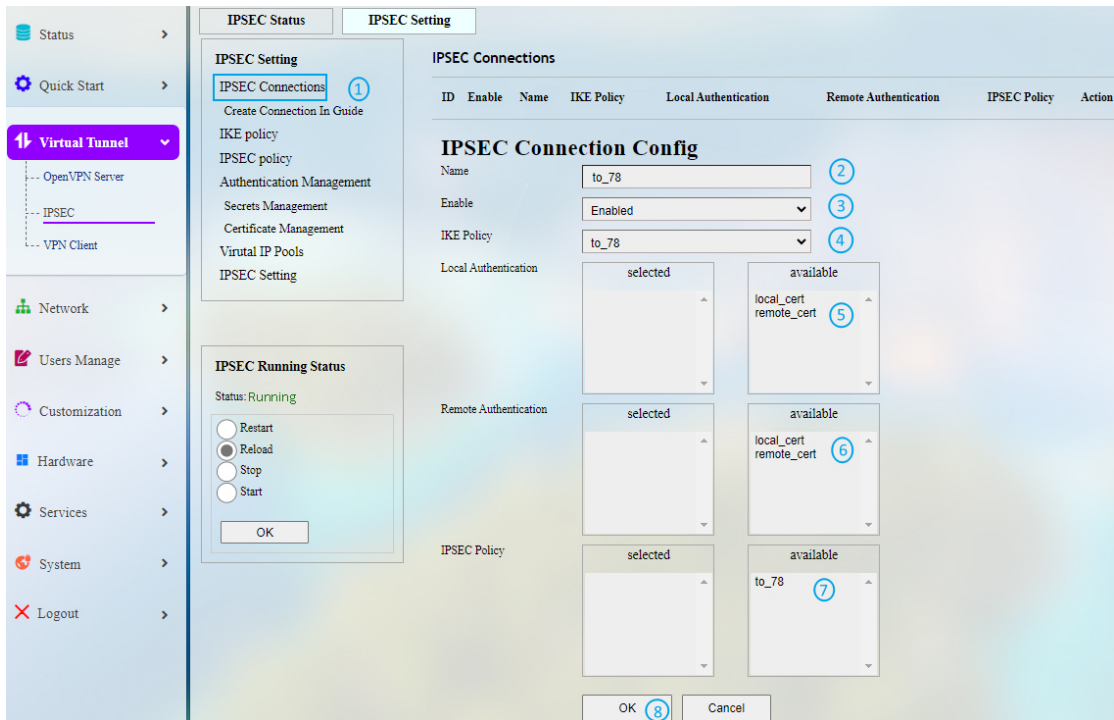 Status
Quick Start
Virtual Tunnel
OpenVPN Server
IPSEC
VPN Client
Network
Users Manage
Customization
Hardware
Services
System
Logout
IPSEC Status IPSEC Setting
IPSEC Setting
IPSEC Connections 1
Create Connection In Guide
IKE policy
IPSEC policy
Authentication Management
Secrets Management
Certificate Management
Virutal IP Pools
IPSEC Setting
IPSEC Running Status
Status: Running
Restart
Reload
Stop
Start
OK
IPSEC Connections
ID Enable Name IKE Policy Local Authentication Remote Authentication IPSEC Policy Action
IPSEC Connection Config
Name to_78 2
Enable Enabled 3
IKE Policy to_78 4
Local Authentication selected available
local_cert
remote_cert 5
Remote Authentication selected available
local_cert
remote_cert 6
IPSEC Policy selected available
to_78 7
OK 8 Cancel